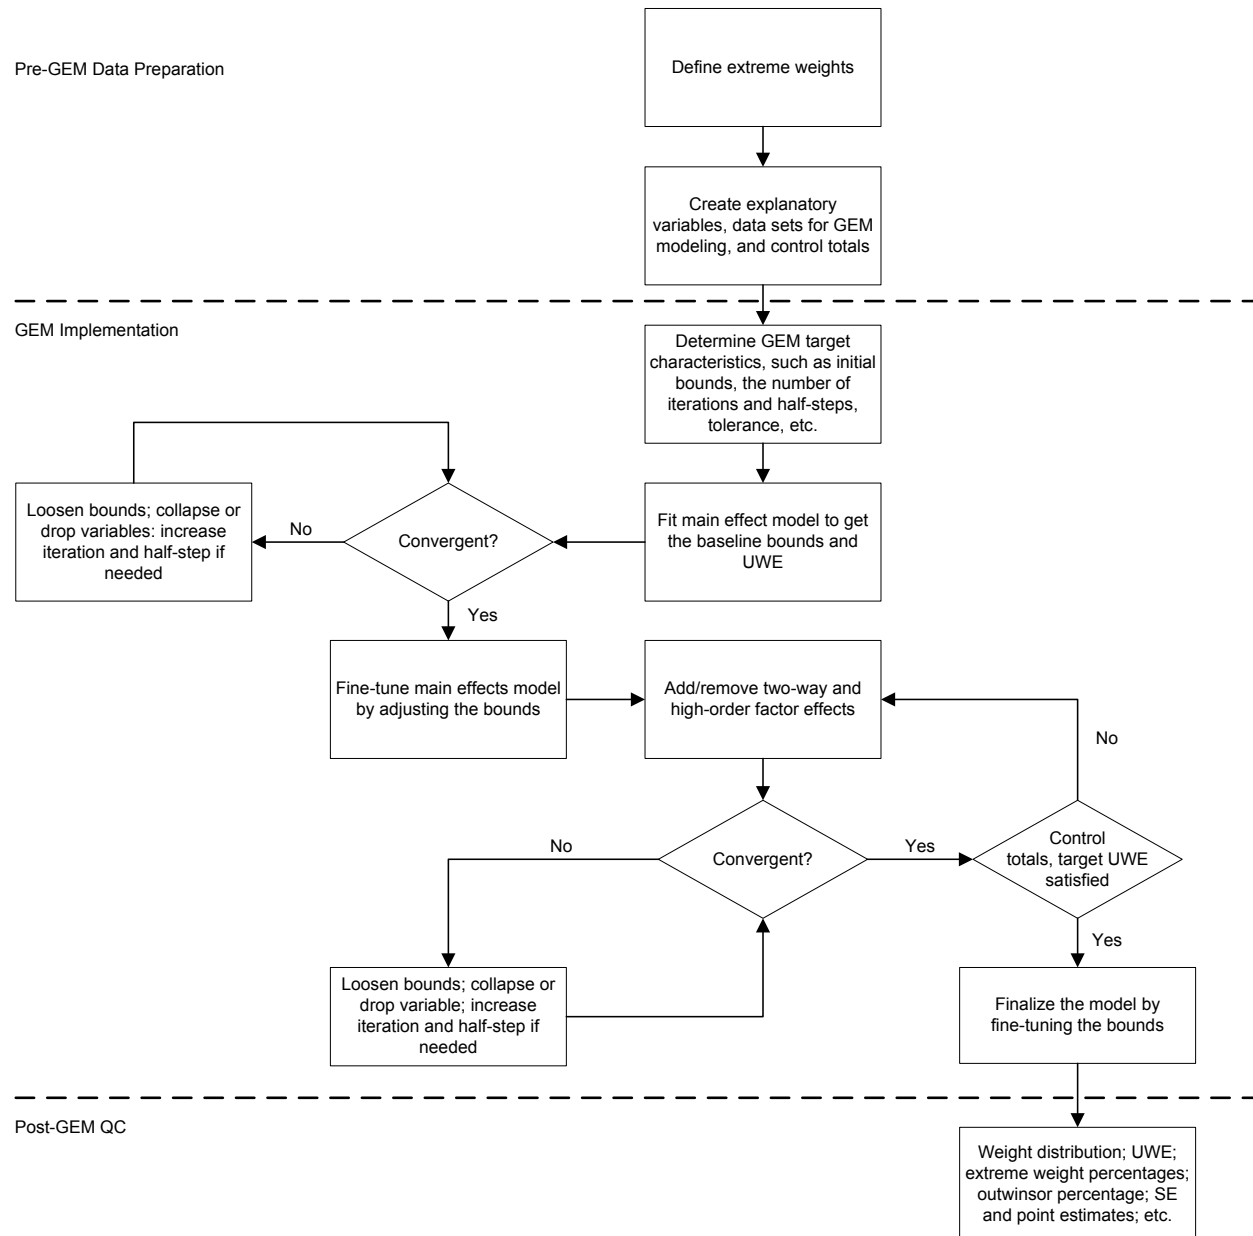 Pre-GEM Data Preparation
Define extreme weights
Create explanatory
variables, data sets for GEM
modeling, and control totals
GEM Implementation
Determine GEM target
characteristics, such as initial
bounds, the number of
iterations and half-steps,
tolerance, etc.
Loosen bounds; collapse or
drop variables: increase
iteration and half-step if
needed
No
Convergent?
Fit main effect model to get
the baseline bounds and
UWE
Yes
Fine-tune main effects model
by adjusting the bounds
Add/remove two-way and
high-order factor effects
No
No
Convergent?
Yes
Control
totals, target UWE
satisfied
Yes
Loosen bounds; collapse or
drop variable; increase
iteration and half-step if
needed
Finalize the model by
fine-tuning the bounds
Post-GEM QC
Weight distribution; UWE;
extreme weight percentages;
outwinsor percentage; SE
and point estimates; etc.